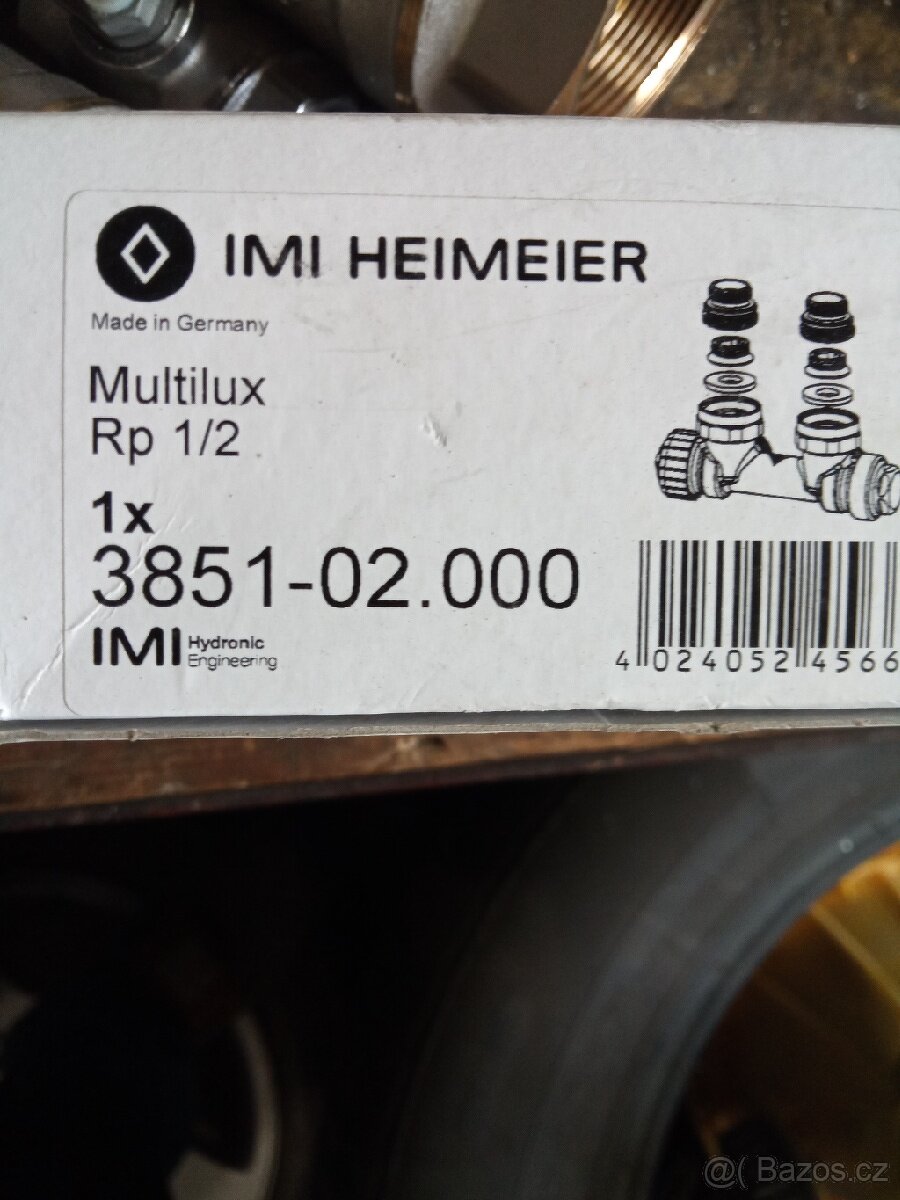 IMI HEIMEIER
Made in Germany
Multilux
Rp 1/2
1x
3851-02.000
IMI Hydronic
Engineering
4 024052 4566
@( Bazos.cz